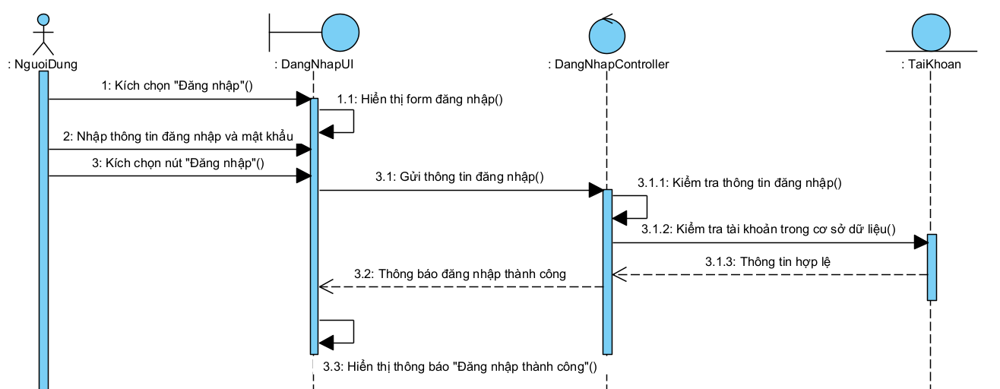 : NguoiDung
: DangNhapUI
: DangNhapController
: TaiKhoan
1: Kích chọn "Đăng nhập"()
1.1: Hiển thị form đăng nhập()
2: Nhập thông tin đăng nhập và mật khẩu
3: Kích chọn nút "Đăng nhập"()
3.1: Gửi thông tin đăng nhập()
3.1.1: Kiểm tra thông tin đăng nhập()
3.1.2: Kiểm tra tài khoản trong cơ sở dữ liệu()
3.1.3: Thông tin hợp lệ
3.2: Thông báo đăng nhập thành công
3.3: Hiển thị thông báo "Đăng nhập thành công"()